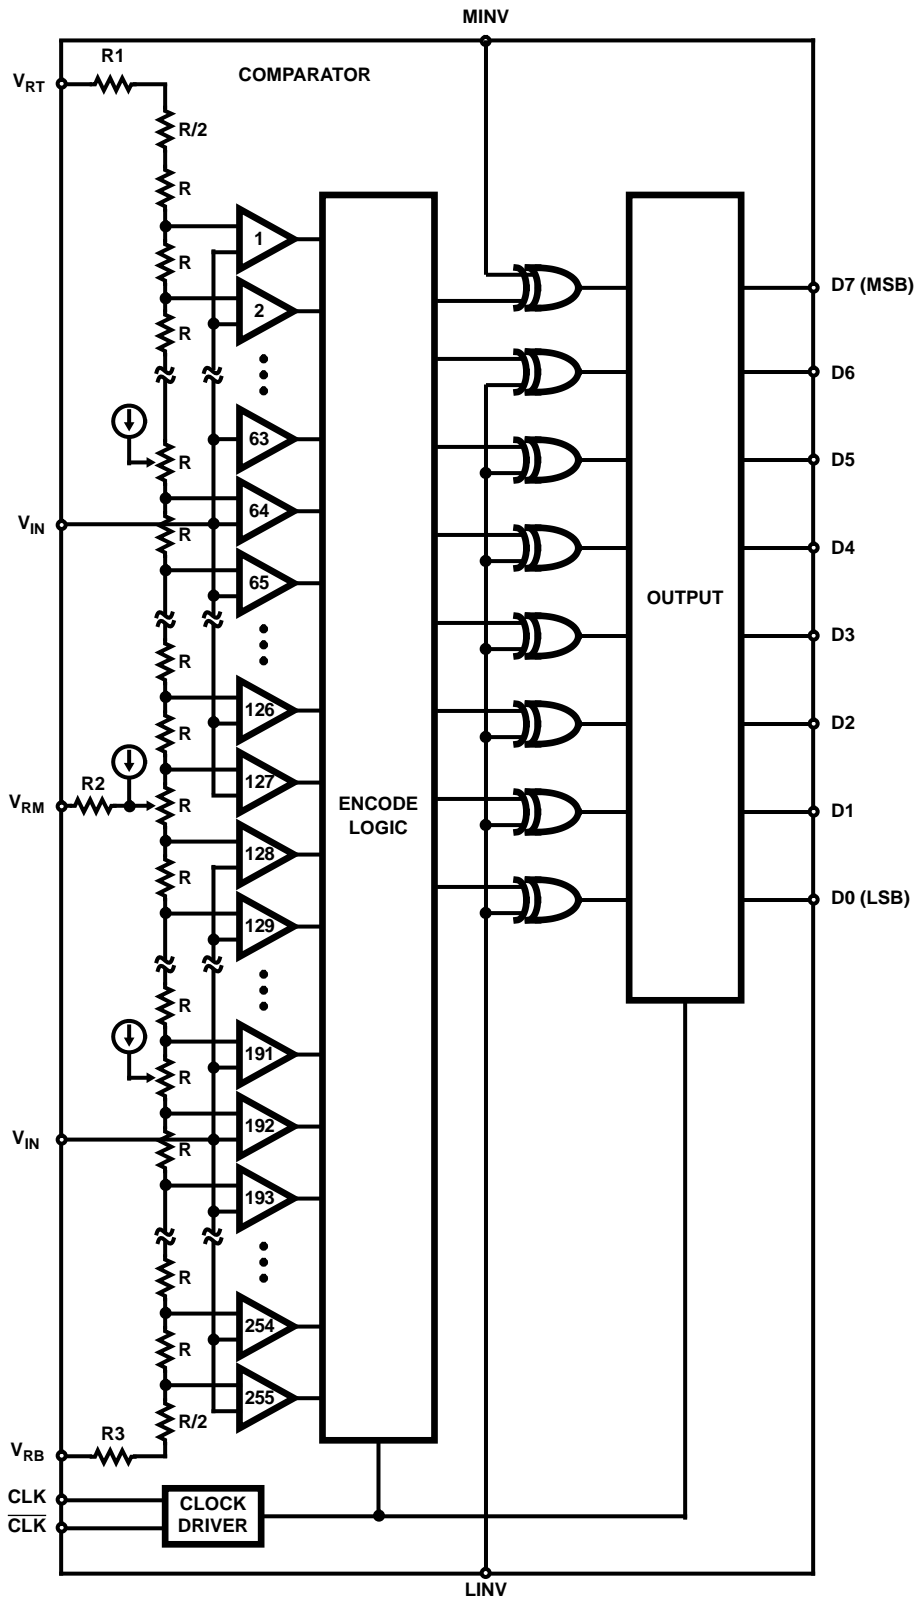 MINV
R1
COMPARATOR
VRT
R/2
R
1
R
2
R
63
R
64
VIN
R
65
OUTPUT
R
126
R
127
R2
VRM
R
ENCODE
LOGIC
128
R
129
R
191
R
192
VIN
R
193
R
254
R
255
R/2
R3
VRB
CLK
CLK
CLOCK
DRIVER
LINV
D7 (MSB)
D6
D5
D4
D3
D2
D1
D0 (LSB)